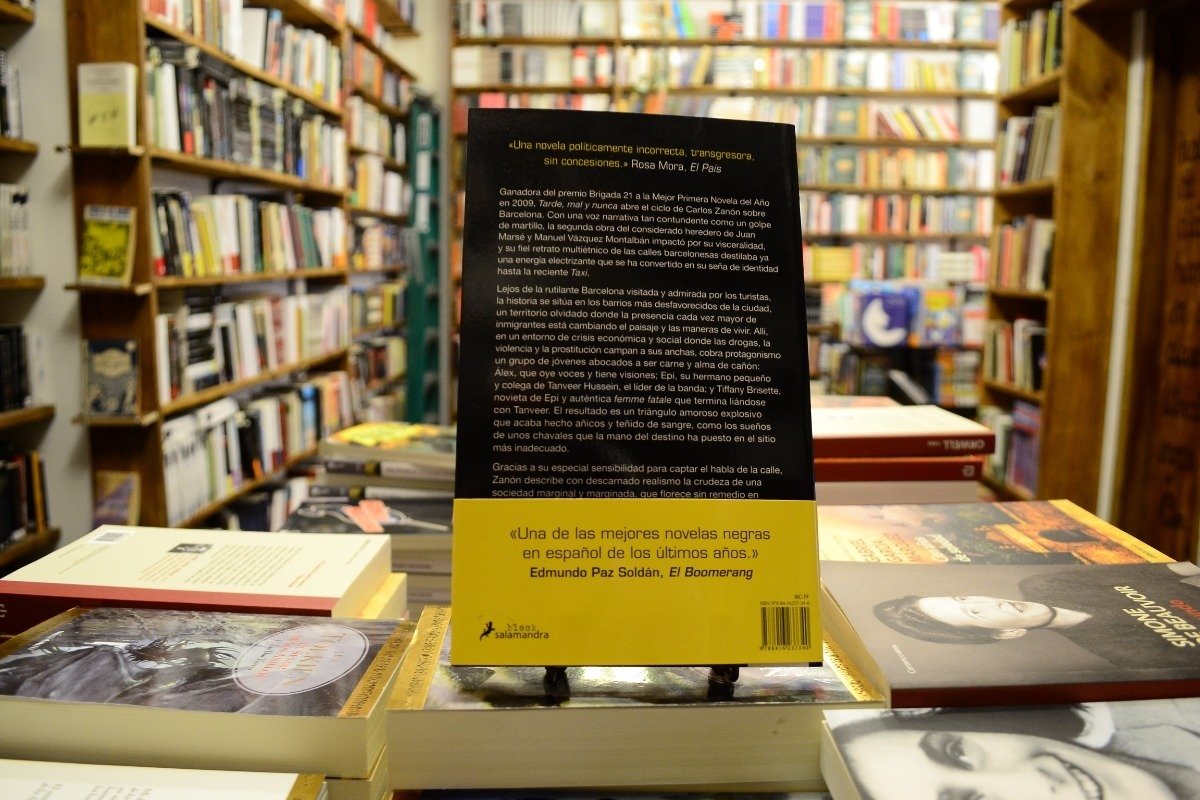 «Una novela políticamente incorrecta, transgresora,
sin concesiones.» Rosa Mora, El País
Ganadora del premio Brigada 21 a la Mejor Primera Novela del Año
en 2009, Tarde, mal y nunca abre el ciclo de Carlos Zanón sobre
Barcelona. Con una voz narrativa tan contundente como un golpe
de martillo, la segunda obra del considerado heredero de Juan
Marsé y Manuel Vázquez Montalbán impactó por su visceralidad,
y su fiel retrato multiétnico de las calles barcelonesas destilaba ya
una energía electrizante que se ha convertido en su seña de identidad
hasta la reciente Taxi.
Lejos de la rutilante Barcelona visitada y admirada por los turistas,
la historia se sitúa en los barrios más desfavorecidos de la ciudad,
un territorio olvidado donde la presencia cada vez mayor de
inmigrantes está cambiando el paisaje y las maneras de vivir. Allí,
en un entorno de crisis económica y social donde las drogas, la
violencia y la prostitución campan a sus anchas, cobra protagonismo
un grupo de jóvenes abocados a ser carne y alma de cañón:
Álex, que oye voces y tiene visiones; Epi, su hermano pequeño
y colega de Tanveer Hussein, el líder de la banda; y Tiffany Brisette,
novieta de Epi y auténtica femme fatale que termina liándose
con Tanveer. El resultado es un triángulo amoroso explosivo
que acaba hecho añicos y teñido de sangre, como los sueños
de unos chavales que la mano del destino ha puesto en el sitio
más inadecuado.
Gracias a su especial sensibilidad para captar el habla de la calle,
Zanón describe con descarnado realismo la crudeza de una
sociedad marginal y marginada, que florece sin remedio en
«Una de las mejores novelas negras
en español de los últimos años.»
Edmundo Paz Soldán, El Boomerang
black
salamandra
ORWELL
SIMONE
BEAUVOIR